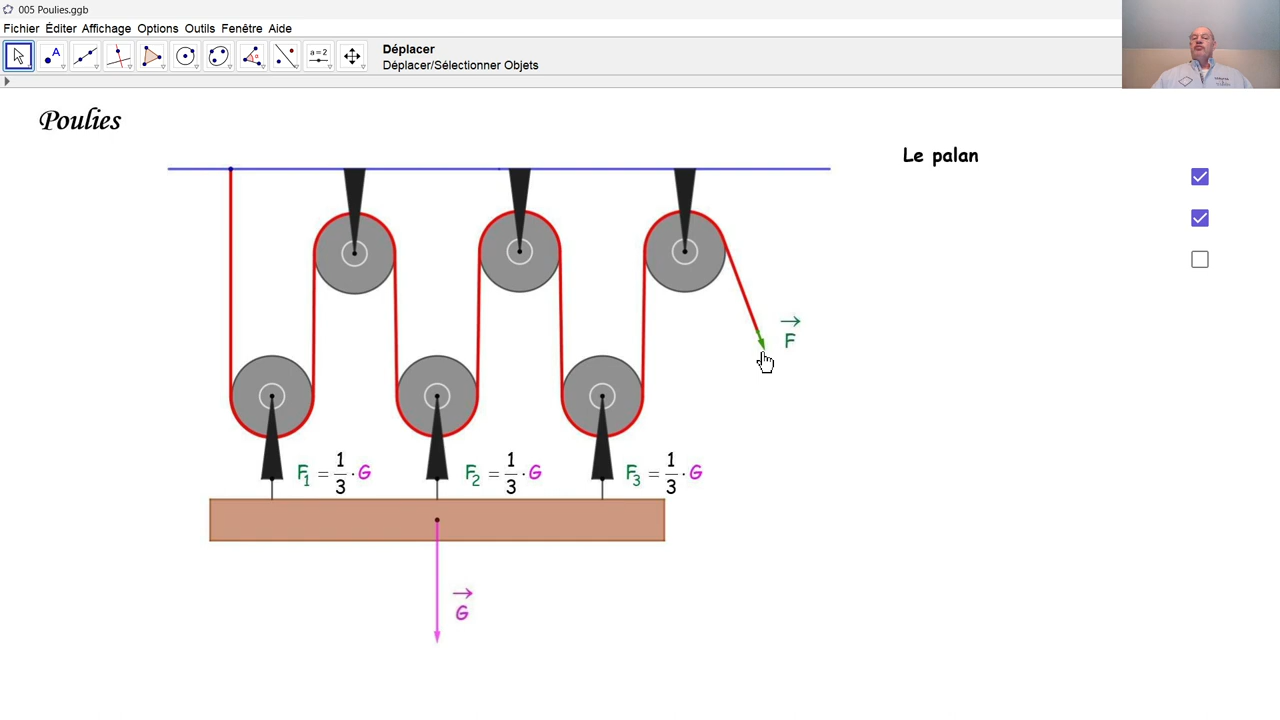 005 Poulies.ggb
Fichier Éditer Affichage Options Outils Fenêtre Aide
A
a=2
Déplacer
Déplacer/Sélectionner Objets
Poulies
Le palan
F
F1 = 1/3 · G
F2 = 1/3 · G
F3 = 1/3 · G
G